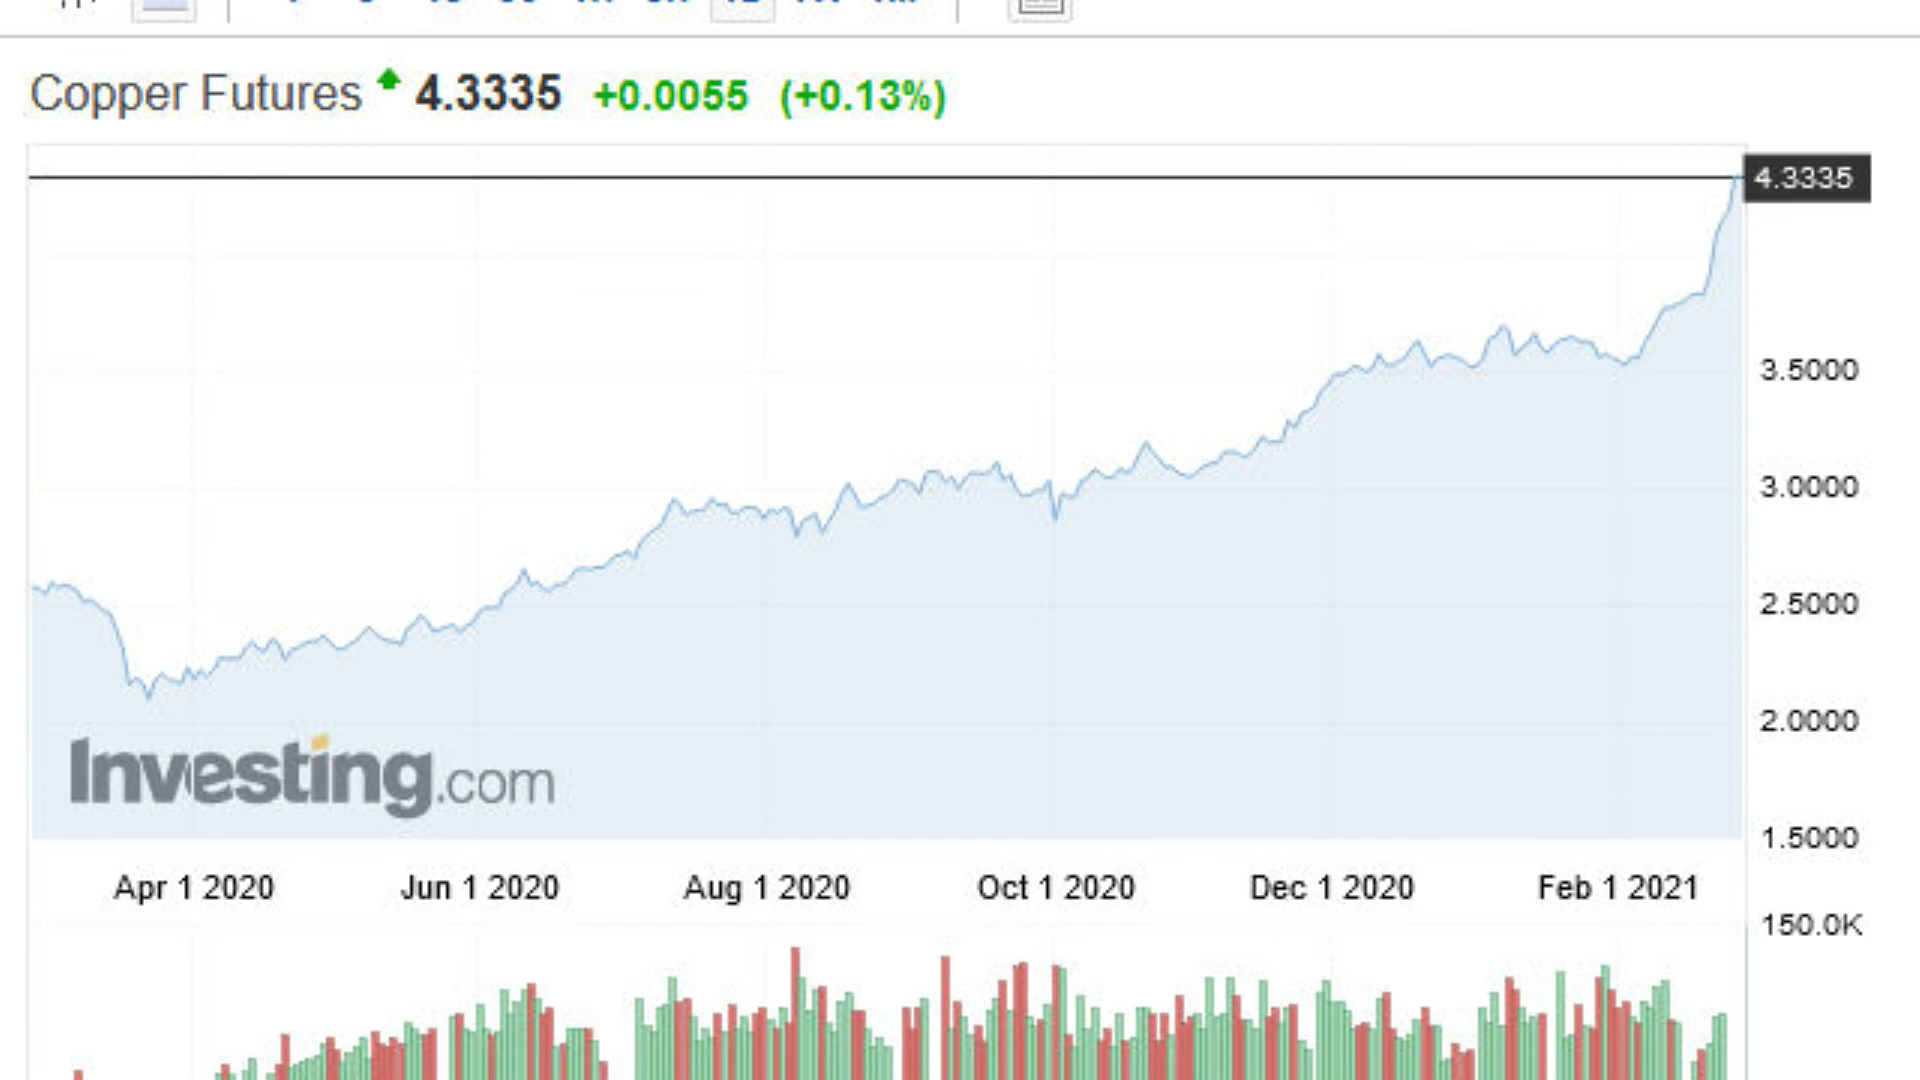 Copper Futures 4.3335 +0.0055 (+0.13%)
4.3335
3.5000
3.0000
2.5000
2.0000
Investing.com
1.5000
Apr 1 2020 Jun 1 2020 Aug 1 2020 Oct 1 2020 Dec 1 2020 Feb 1 2021
150.0K